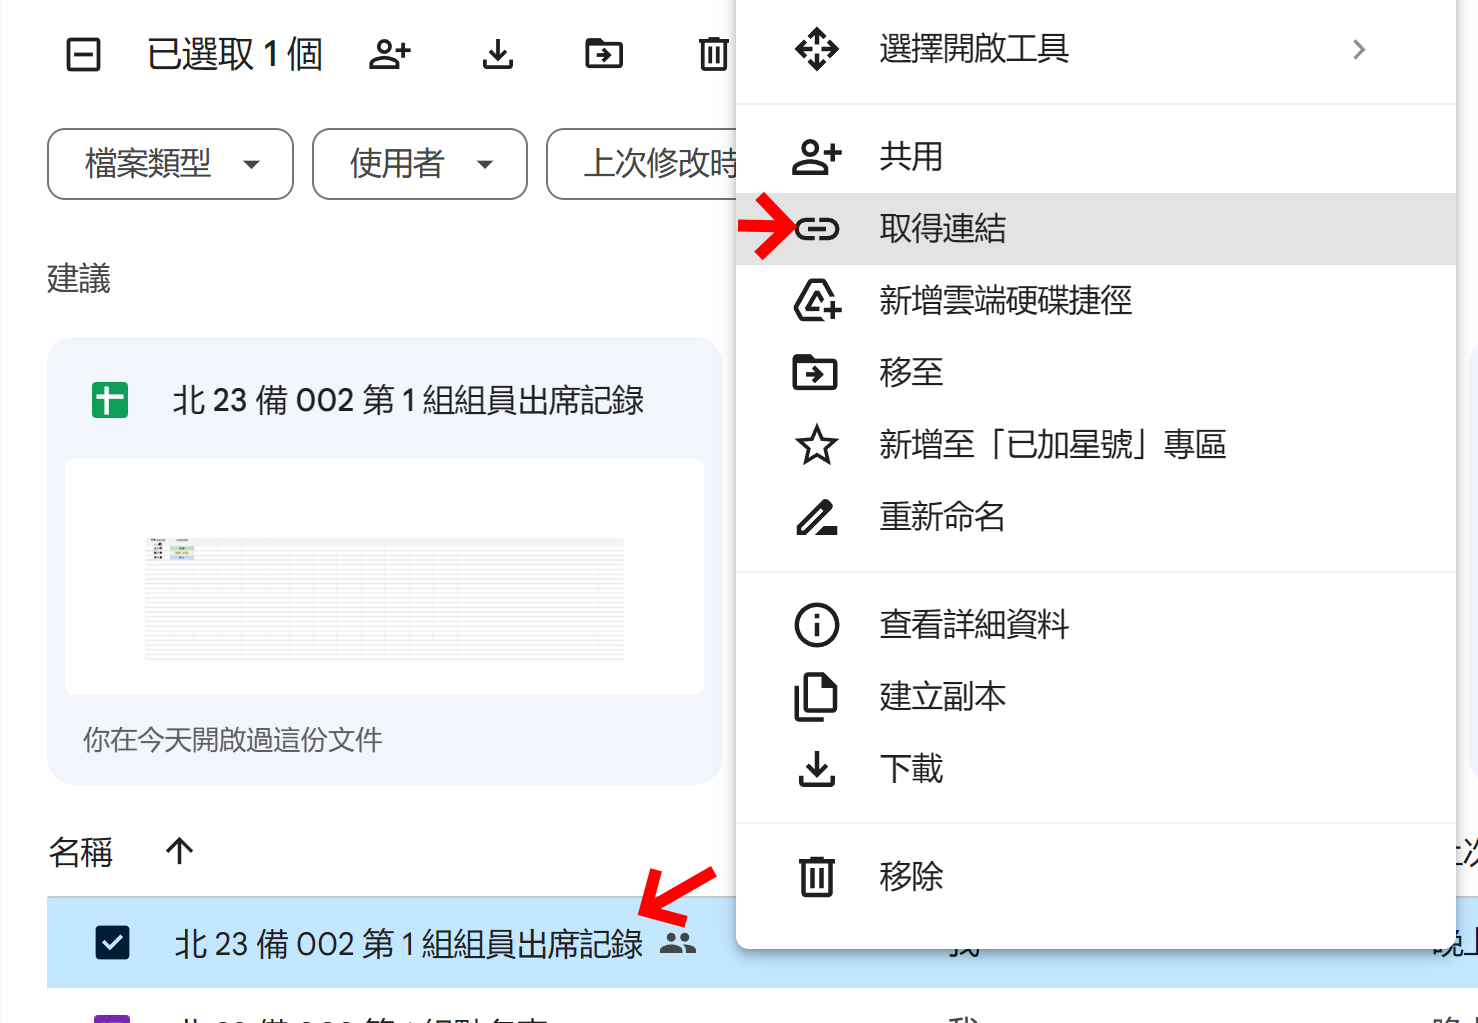 已選取 1 個
選擇開啟工具
檔案類型
使用者
上次修改時
共用
取得連結
新增雲端硬碟捷徑
移至
新增至「已加星號」專區
重新命名
查看詳細資料
建立副本
下載
移除
建議
北 23 備 002 第 1 組組員出席記錄
你在今天開啟過這份文件
名稱
上次
北 23 備 002 第 1 組組員出席記錄
我
晚上